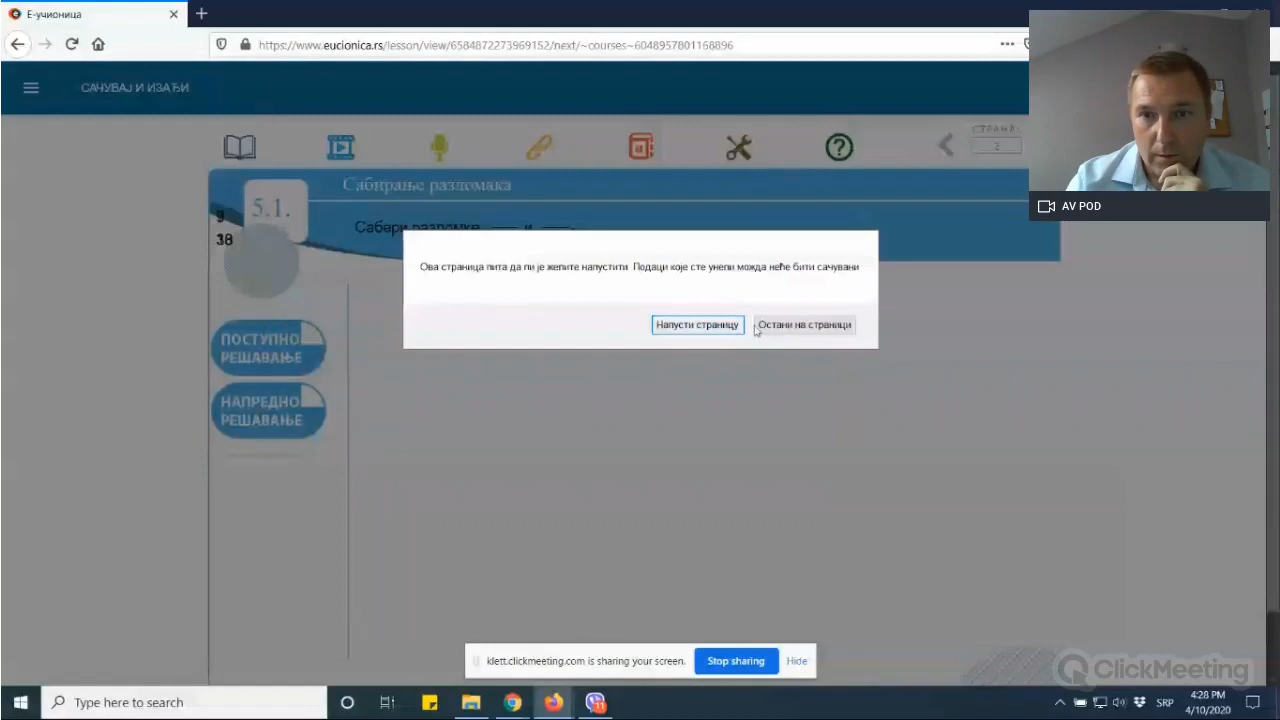 Е-учионица
https://www.eucionica.rs/lesson/view/6584872273969152/next/~courses~6048957801168896
САЧУВАЈ И ИЗАЂИ
СТРАНА:
2
AV POD
Сабирање разломака
5.1.
9
38
Сабери разломке и
Ова страница пита да ли је желите напустити Подаци које сте унели можда неће бити сачувани
Напусти страницу
Остани на страници
ПОСТУПНО
РЕШАВАЊЕ
НАПРЕДНО
РЕШАВАЊЕ
klett.clickmeeting.com is sharing your screen.
Stop sharing
Hide
ClickMeeting
Type here to search
11
SRP
4:28 PM
4/10/2020